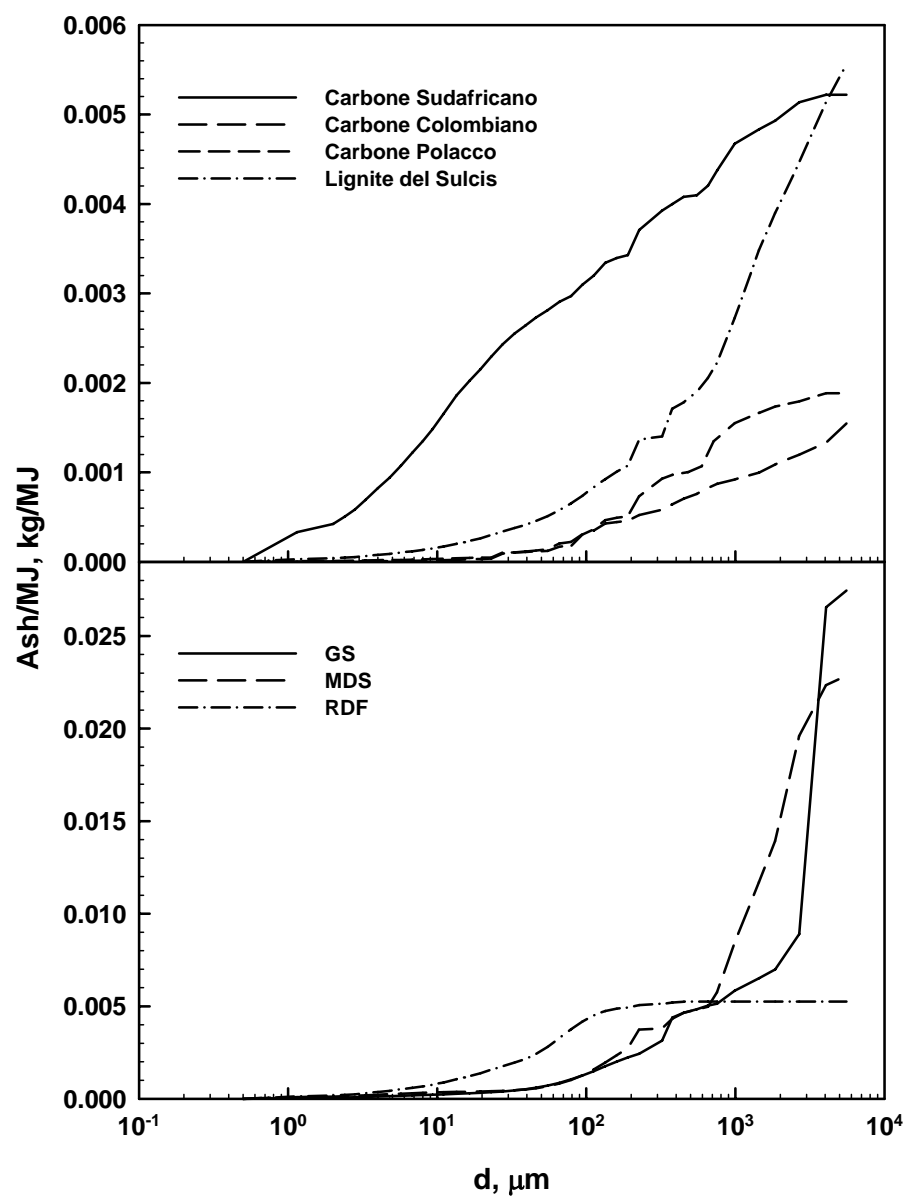 0.006
0.005
0.004
0.003
0.002
0.001
0.000
Carbone Sudafricano
Carbone Colombiano
Carbone Polacco
Lignite del Sulcis
Ash/MJ, kg/MJ
0.025
0.020
0.015
0.010
0.005
0.000
GS
MDS
RDF
10⁻¹ 10⁰ 10¹ 10² 10³ 10⁴
d, μm